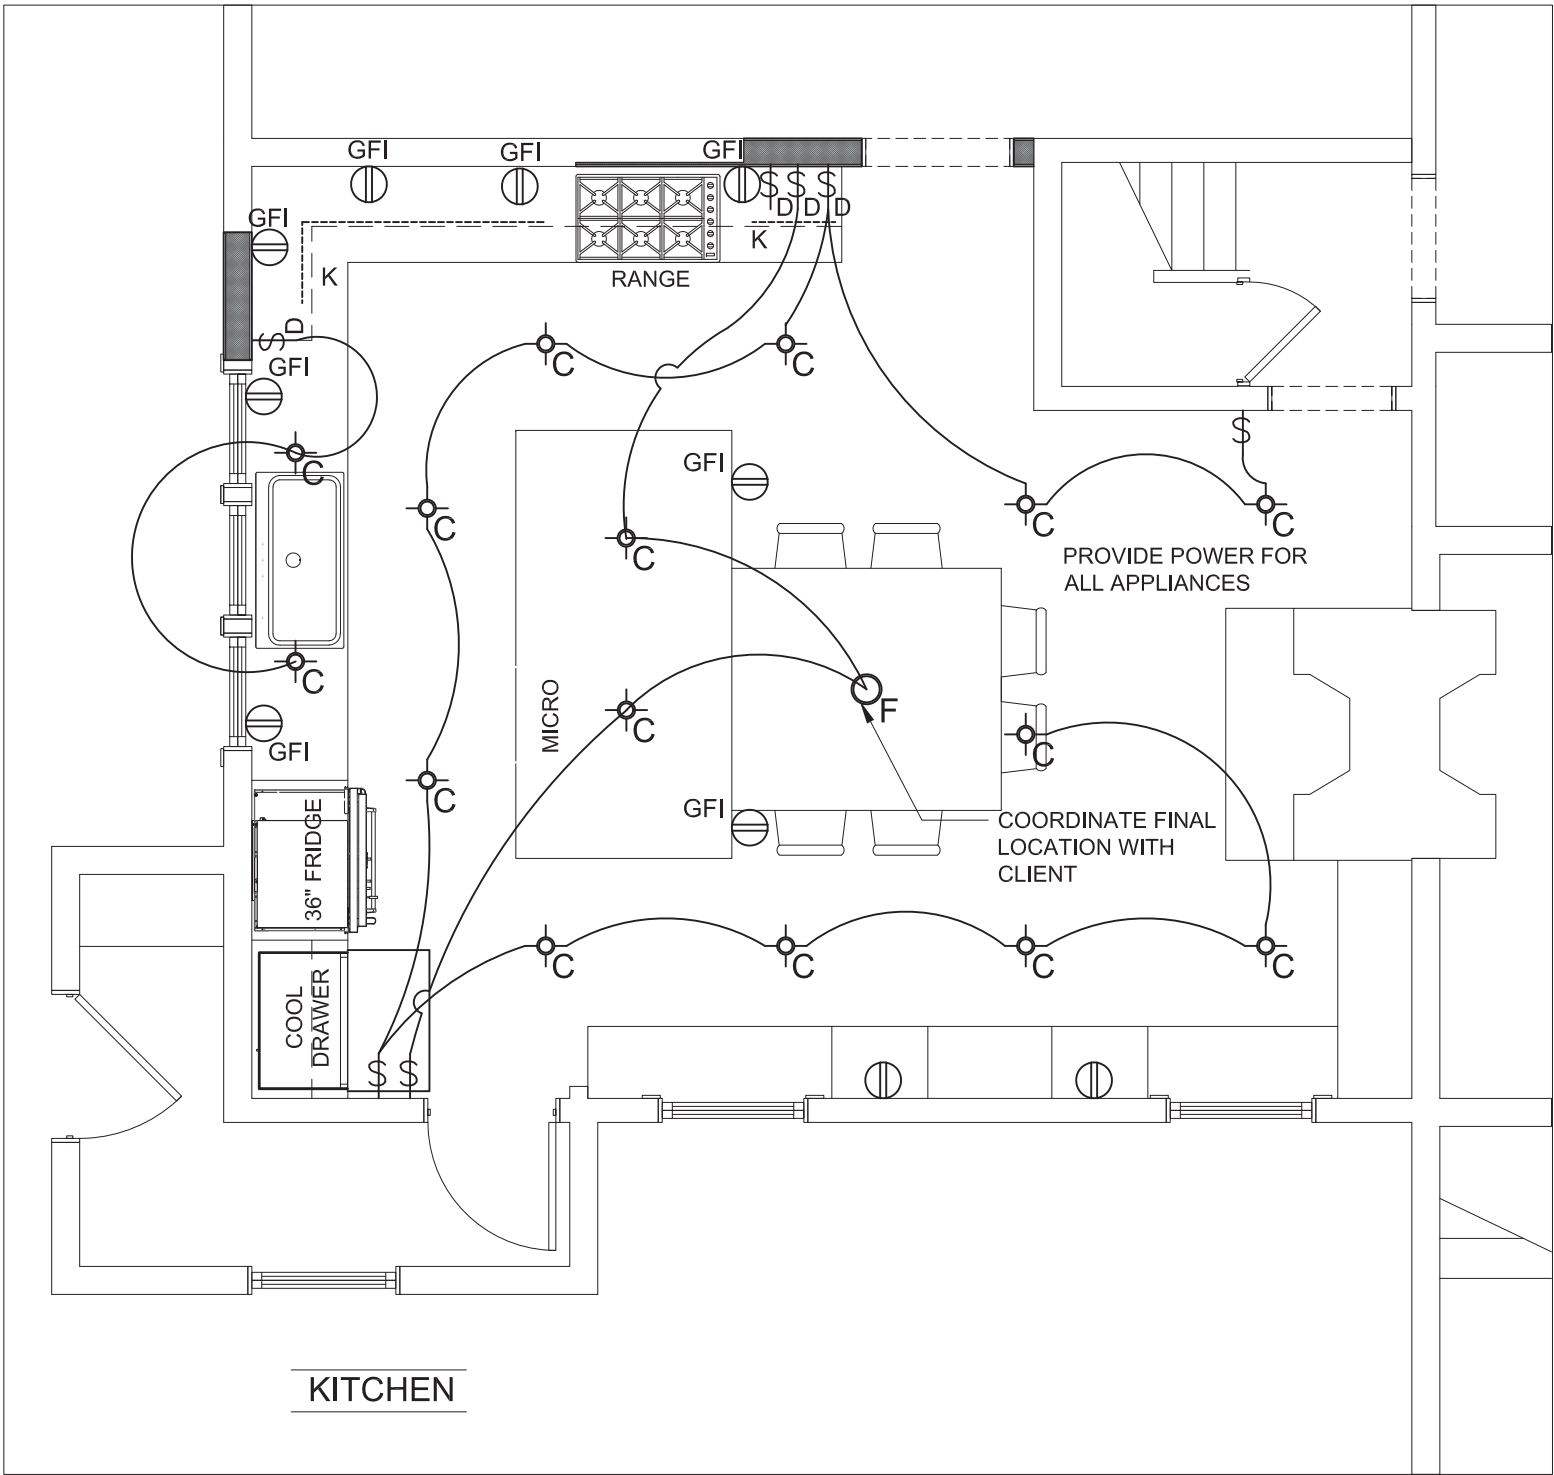 GFI
GFI
GFI
S S S
D D D
GFI
K
K
RANGE
S D
GFI
C
C
S
C
GFI
C
C
C
C
C
PROVIDE POWER FOR
ALL APPLIANCES
C
MICRO
F
C
C
GFI
C
36" FRIDGE
GFI
COORDINATE FINAL
LOCATION WITH
CLIENT
C
C
C
C
COOL
DRAWER
S S
KITCHEN